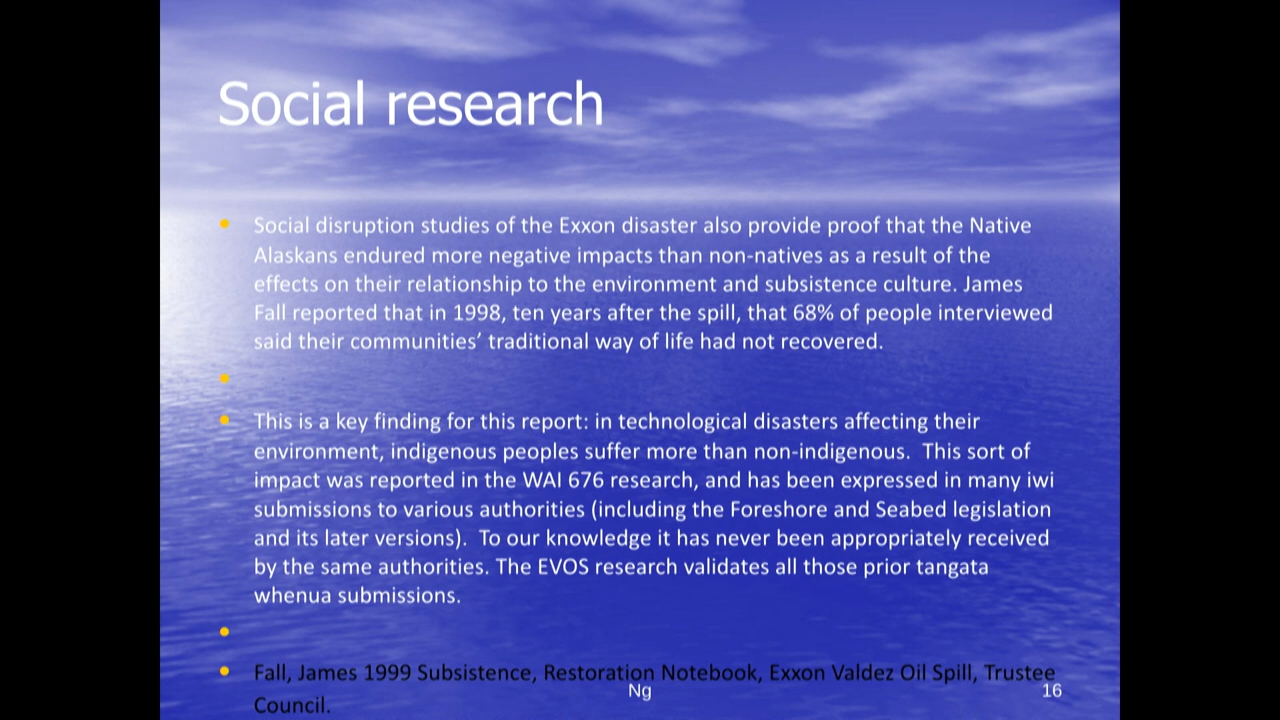 Social research
Social disruption studies of the Exxon disaster also provide proof that the Native
Alaskans endured more negative impacts than non-natives as a result of the
effects on their relationship to the environment and subsistence culture. James
Fall reported that in 1998, ten years after the spill, that 68% of people interviewed
said their communities’ traditional way of life had not recovered.
This is a key finding for this report: in technological disasters affecting their
environment, indigenous peoples suffer more than non-indigenous.  This sort of
impact was reported in the WAI 676 research, and has been expressed in many iwi
submissions to various authorities (including the Foreshore and Seabed legislation
and its later versions).  To our knowledge it has never been appropriately received
by the same authorities. The EVOS research validates all those prior tangata
whenua submissions.
Fall, James 1999 Subsistence, Restoration Notebook, Exxon Valdez Oil Spill, Trustee
Council.
Ng
16